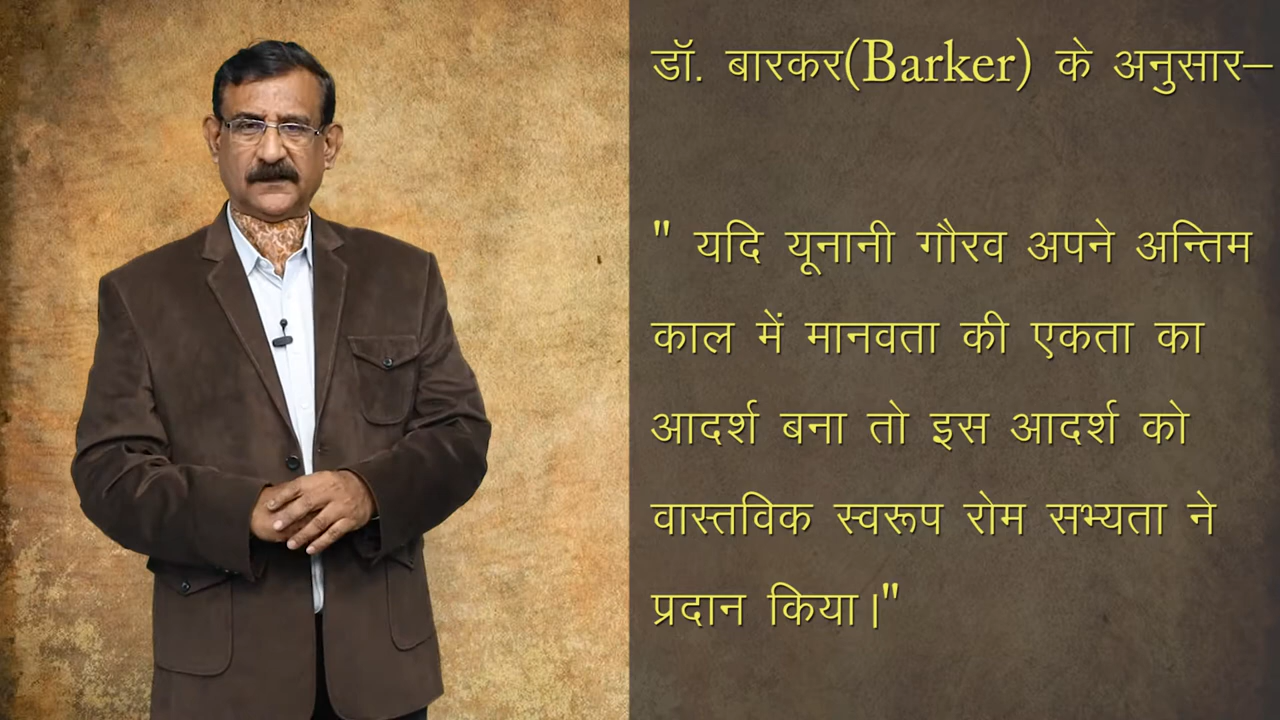 डॉ. बारकर(Barker) के अनुसार–
" यदि यूनानी गौरव अपने अन्तिम
काल में मानवता की एकता का
आदर्श बना तो इस आदर्श को
वास्तविक स्वरूप रोम सभ्यता ने
प्रदान किया।"